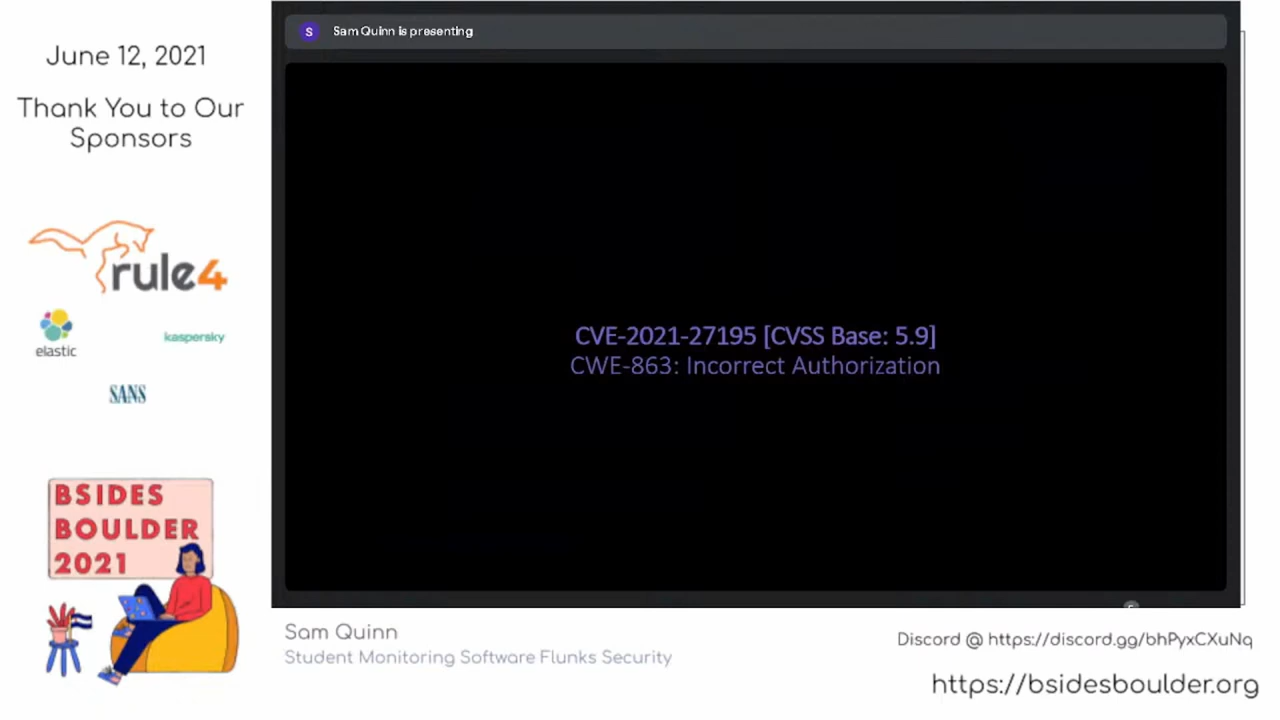 June 12, 2021
Thank You to Our
Sponsors
rule4
elastic
kaspersky
SANS
BSIDES
BOULDER
2021
S
Sam Quinn is presenting
CVE-2021-27195 [CVSS Base: 5.9]
CWE-863: Incorrect Authorization
Sam Quinn
Student Monitoring Software Flunks Security
Discord @ https://discord.gg/bhPyxCXuNq
https://bsidesboulder.org